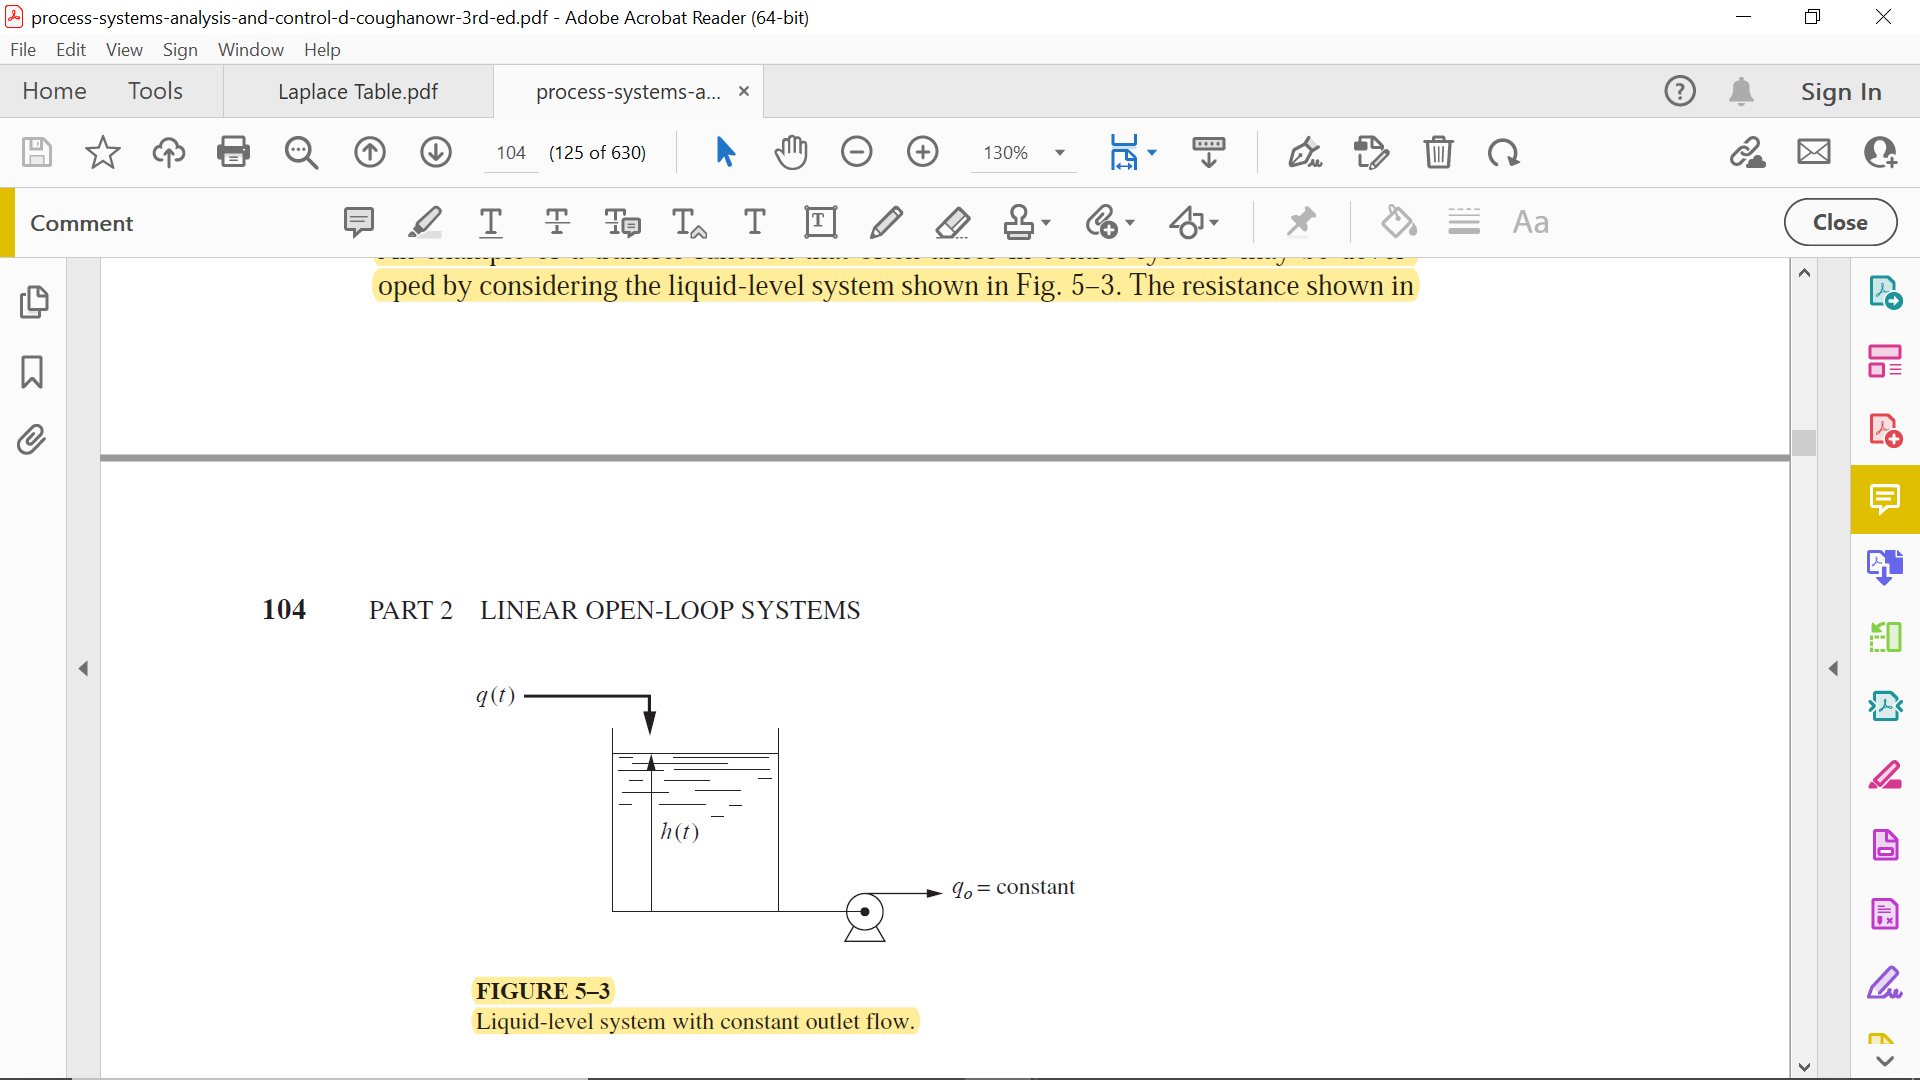 process-systems-analysis-and-control-d-coughanowr-3rd-ed.pdf - Adobe Acrobat Reader (64-bit)
File Edit View Sign Window Help
Home Tools Laplace Table.pdf process-systems-a... × Sign In
104 (125 of 630) 130%
Comment Aa Close
oped by considering the liquid-level system shown in Fig. 5–3. The resistance shown in
104 PART 2 LINEAR OPEN-LOOP SYSTEMS
q(t)
h(t)
qo = constant
FIGURE 5–3
Liquid-level system with constant outlet flow.